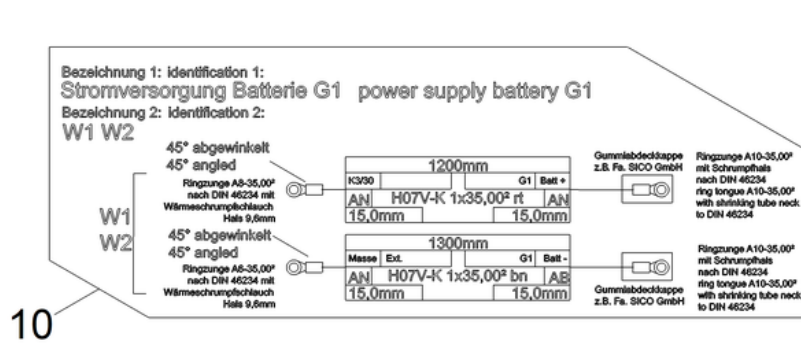 Bezeichnung 1: identification 1:
Stromversorgung Batterie G1 power supply battery G1
Bezeichnung 2: identification 2:
W1 W2
45° abgewinkelt
45° angled
Ringzunge A8-35,00²
nach DIN 46234 mit
Wärmeschrumpfschlauch
Hals 9,6mm
1200mm
K3/30 G1 Batt +
AN H07V-K 1x35,00² rt AN
15,0mm 15,0mm
Gummiabdeckkappe
z.B. Fa. SICO GmbH
Ringzunge A10-35,00²
mit Schrumpfhals
nach DIN 46234
ring tongue A10-35,00²
with shrinking tube neck
to DIN 46234
W1
W2
45° abgewinkelt
45° angled
Ringzunge A6-35,00²
nach DIN 46234 mit
Wärmeschrumpfschlauch
Hals 9,6mm
1300mm
Masse Ext. G1 Batt -
AN H07V-K 1x35,00² bn AB
15,0mm 15,0mm
Gummiabdeckkappe
z.B. Fa. SICO GmbH
Ringzunge A10-35,00²
mit Schrumpfhals
nach DIN 46234
ring tongue A10-35,00²
with shrinking tube neck
to DIN 46234
10